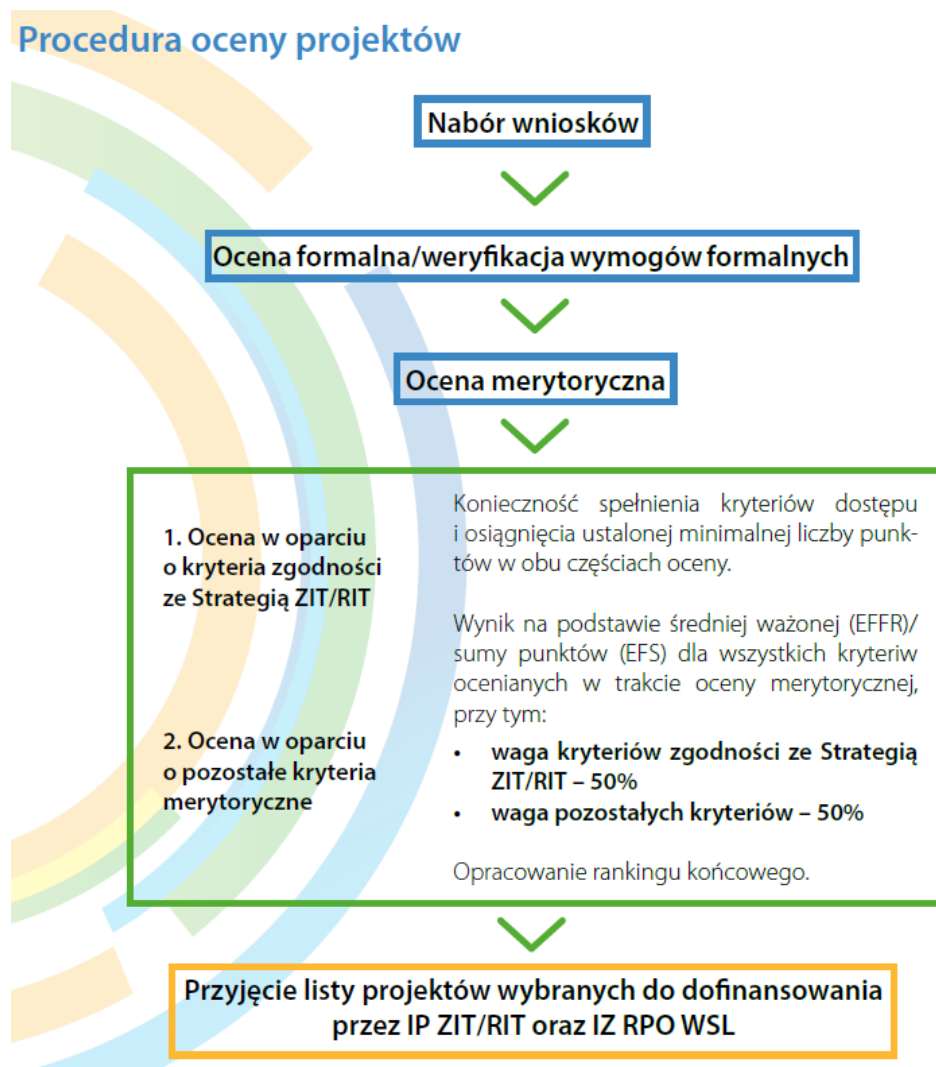 Procedura oceny projektów
Nabór wniosków
Ocena formalna/weryfikacja wymogów formalnych
Ocena merytoryczna
1. Ocena w oparciu
o kryteria zgodności
ze Strategią ZIT/RIT
2. Ocena w oparciu
o pozostałe kryteria
merytoryczne
Konieczność spełnienia kryteriów dostępu
i osiągnięcia ustalonej minimalnej liczby punk-
tów w obu częściach oceny.
Wynik na podstawie średniej ważonej (EFFR)/
sumy punktów (EFS) dla wszystkich kryteriw
ocenianych w trakcie oceny merytorycznej,
przy tym:
• waga kryteriów zgodności ze Strategią
ZIT/RIT – 50%
• waga pozostałych kryteriów – 50%
Opracowanie rankingu końcowego.
Przyjęcie listy projektów wybranych do dofinansowania
przez IP ZIT/RIT oraz IZ RPO WSL